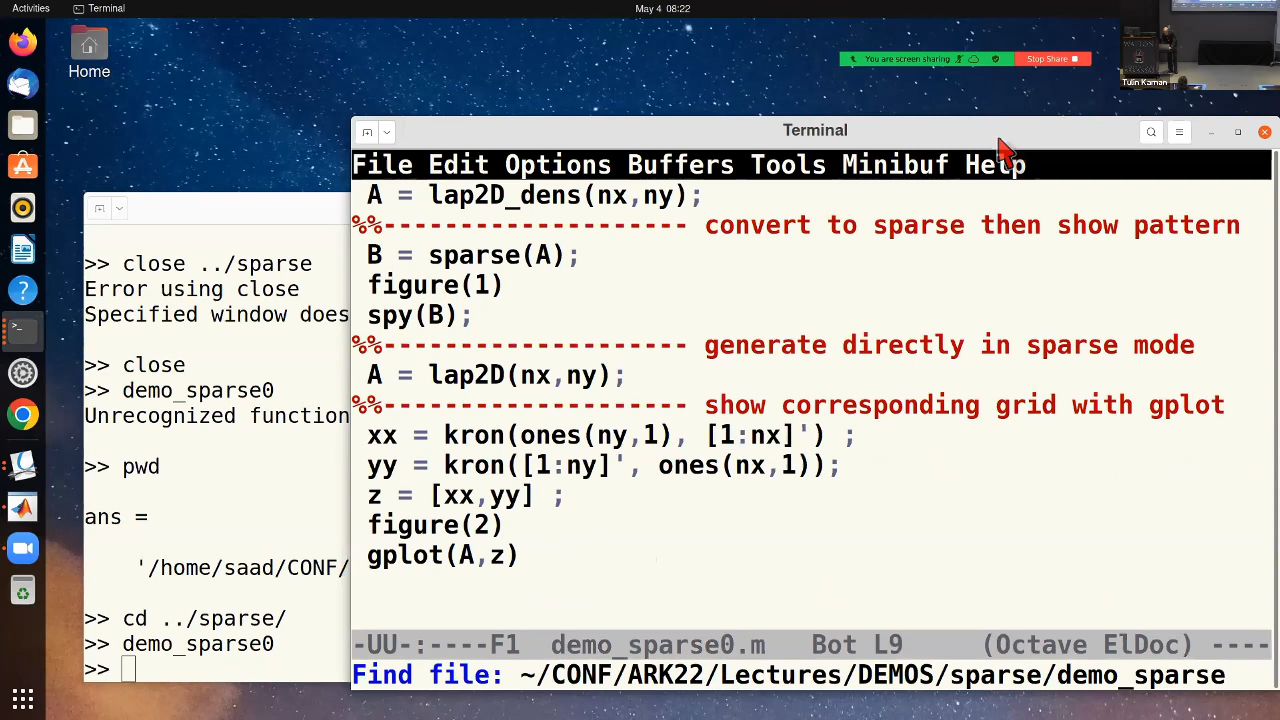 Activities
Terminal
May 4 08:22
Home
You are screen sharing
Stop Share
WALTON
Tulin Kaman
Terminal
File Edit Options Buffers Tools Minibuf Help
A = lap2D_dens(nx,ny);
%%-------------------- convert to sparse then show pattern
B = sparse(A);
figure(1)
spy(B);
%%-------------------- generate directly in sparse mode
A = lap2D(nx,ny);
%%-------------------- show corresponding grid with gplot
xx = kron(ones(ny,1), [1:nx]') ;
yy = kron([1:ny]', ones(nx,1));
z = [xx,yy] ;
figure(2)
gplot(A,z)
-UU-:----F1  demo_sparse0.m   Bot L9     (Octave ElDoc) ----
Find file: ~/CONF/ARK22/Lectures/DEMOS/sparse/demo_sparse
>> close ../sparse
Error using close
Specified window does
>> close
>> demo_sparse0
Unrecognized function
>> pwd
ans =
'/home/saad/CONF/
>> cd ../sparse/
>> demo_sparse0
>>